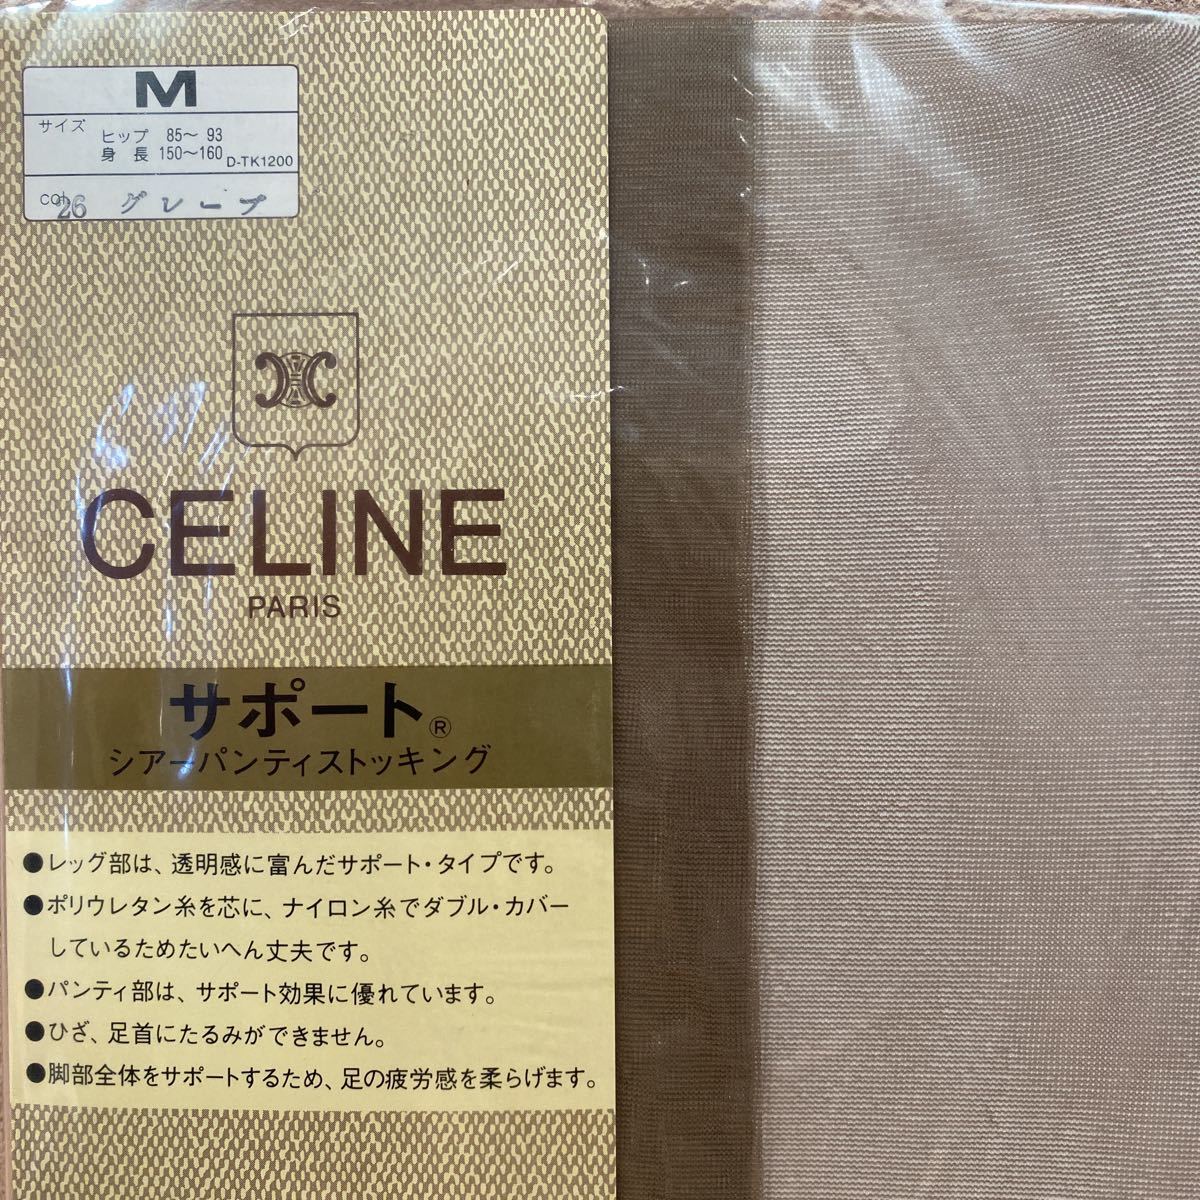 M
サイズ
ヒップ 85〜93
身長 150〜160
D-TK1200
COL 26 グレープ
CELINE
PARIS
サポート®
シアーパンティストッキング
●レッグ部は、透明感に富んだサポート・タイプです。
●ポリウレタン糸を芯に、ナイロン糸でダブル・カバー
しているためたいへん丈夫です。
●パンティ部は、サポート効果に優れています。
●ひざ、足首にたるみができません。
●脚部全体をサポートするため、足の疲労感を柔らげます。